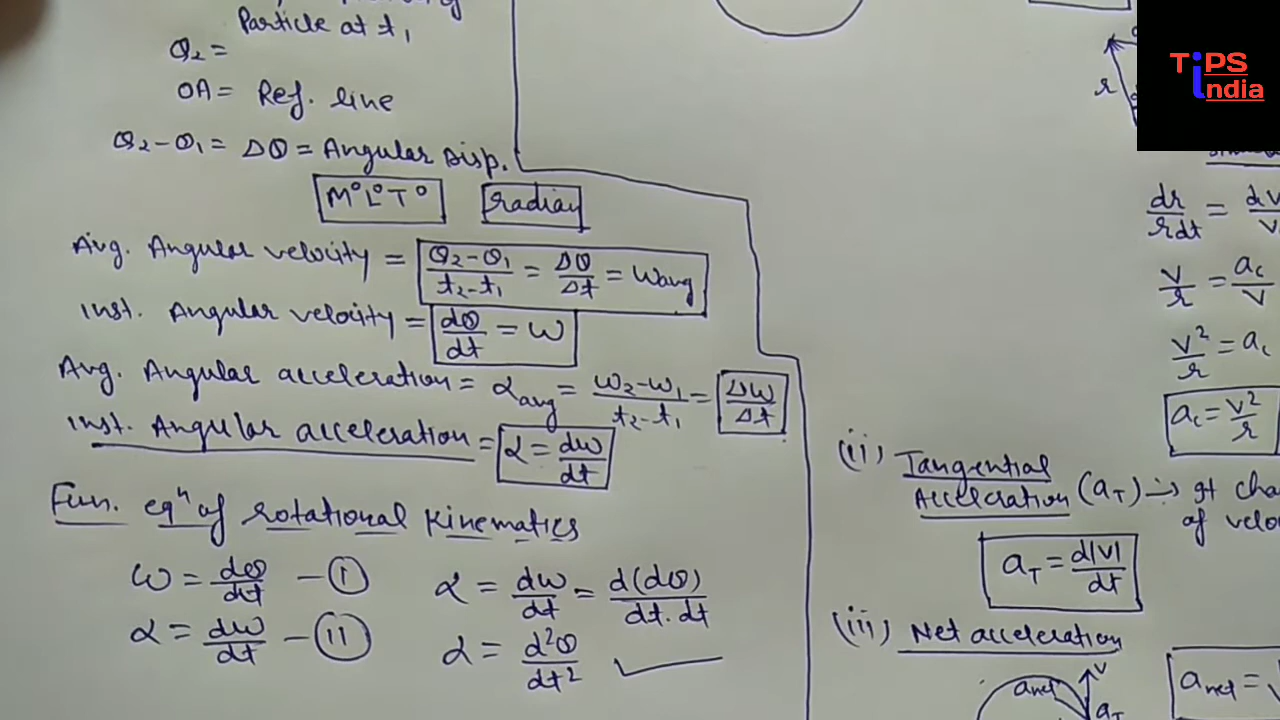 Particle at t₁
θ₂ =
OA = Ref. line
θ₂ - θ₁ = Δθ = Angular Disp.
M°L°T° radian
Avg. Angular velocity = θ₂-θ₁/t₂-t₁ = Δθ/Δt = ωavg
Inst. Angular velocity = dθ/dt = ω
Avg. Angular acceleration = αavg = ω₂-ω₁/t₂-t₁ = Δω/Δt
Inst. Angular acceleration = α = dω/dt
Fun. eqⁿ of rotational Kinematics
ω = dθ/dt - (I) α = dω/dt = d(dθ)/dt.dt
α = dω/dt - (II) α = d²θ/dt²
TiPS
India
r
dr/rdt =
v/r = ac/v
v²/r = ac
ac = v²/r
(ii) Tangential
Acceleration (aT) →
of
aT = d|v|/dt
(iii) Net acceleration
anet v
aT
anet =